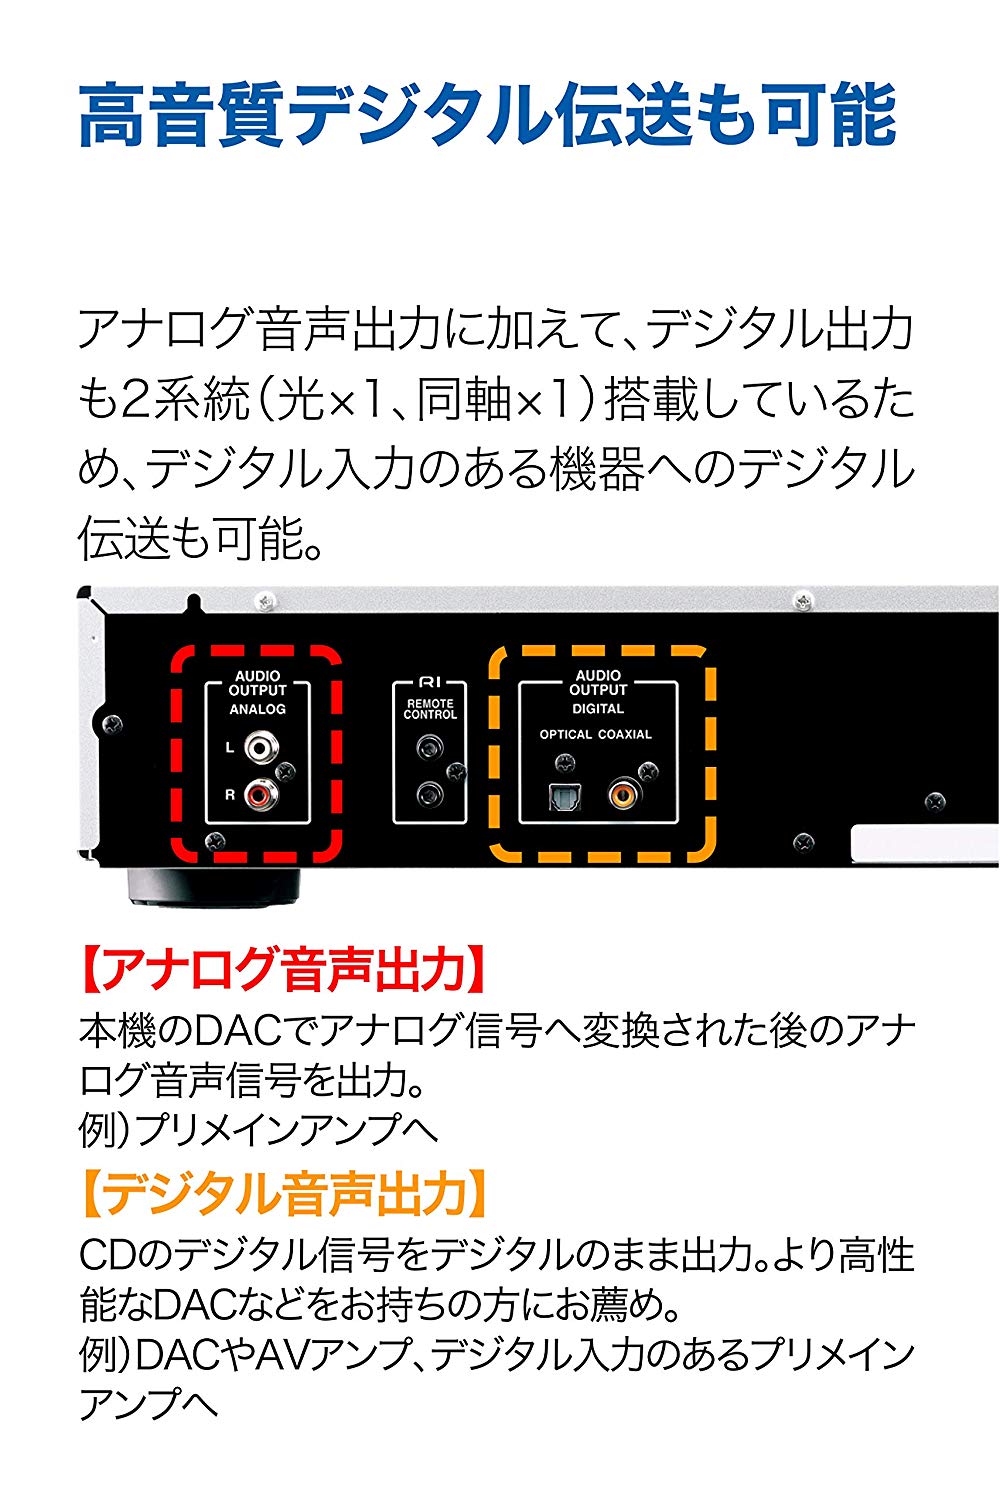 高音質デジタル伝送も可能
アナログ音声出力に加えて、デジタル出力
も2系統（光×1、同軸×1）搭載しているた
め、デジタル入力のある機器へのデジタル
伝送も可能。
AUDIO
OUTPUT
ANALOG
L
R
RI
REMOTE
CONTROL
AUDIO
OUTPUT
DIGITAL
OPTICAL COAXIAL
【アナログ音声出力】
本機のDACでアナログ信号へ変換された後のアナ
ログ音声信号を出力。
例）プリメインアンプへ
【デジタル音声出力】
CDのデジタル信号をデジタルのまま出力。より高性
能なDACなどをお持ちの方にお薦め。
例）DACやAVアンプ、デジタル入力のあるプリメイン
アンプへ